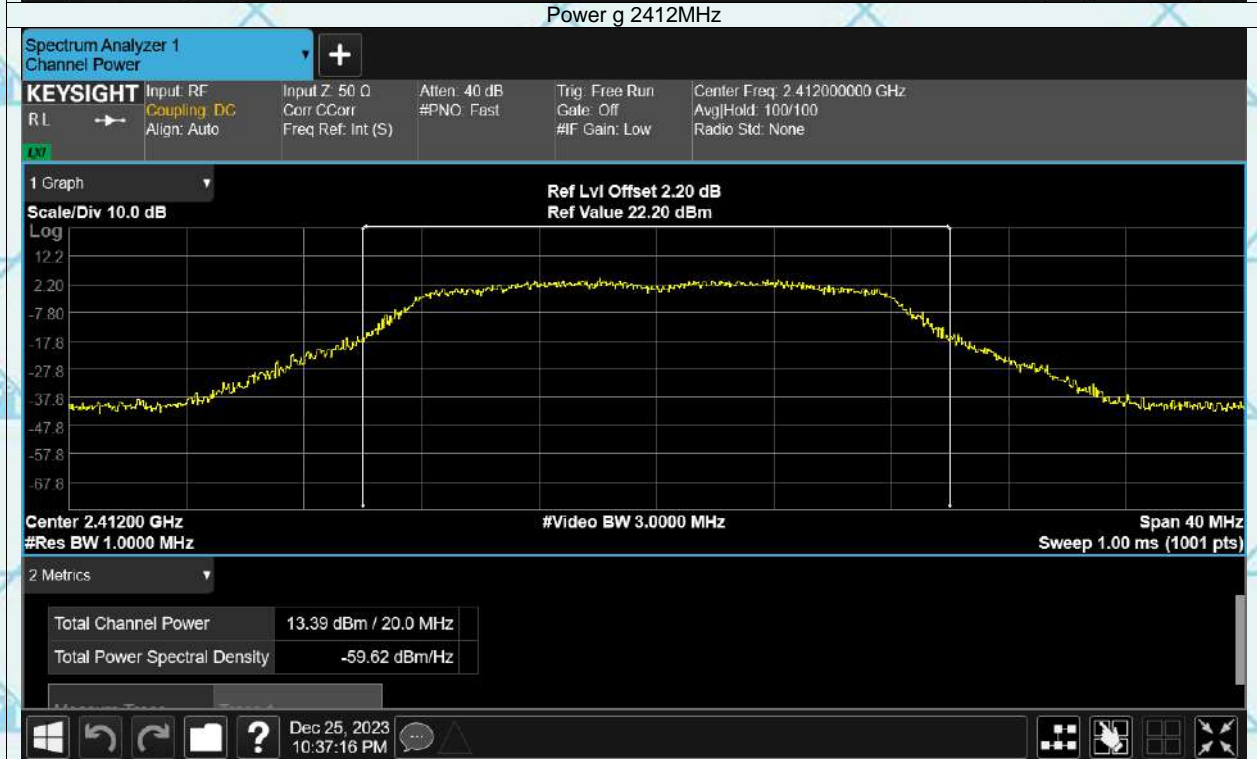 Power g 2412MHz
Spectrum Analyzer 1
Channel Power
+
KEYSIGHT
R L
LXI
Input: RF
Coupling: DC
Align: Auto
Input Z: 50 Ω
Corr CCorr
Freq Ref: Int (S)
Atten: 40 dB
#PNO: Fast
Trig: Free Run
Gate: Off
#IF Gain: Low
Center Freq: 2.412000000 GHz
Avg|Hold: 100/100
Radio Std: None
1 Graph
Scale/Div 10.0 dB
Ref Lvl Offset 2.20 dB
Ref Value 22.20 dBm
Log
12.2
2.20
-7.80
-17.8
-27.8
-37.8
-47.8
-57.8
-67.8
Center 2.41200 GHz
#Video BW 3.0000 MHz
Span 40 MHz
#Res BW 1.0000 MHz
Sweep 1.00 ms (1001 pts)
2 Metrics
Total Channel Power 13.39 dBm / 20.0 MHz
Total Power Spectral Density -59.62 dBm/Hz
?
Dec 25, 2023
10:37:16 PM